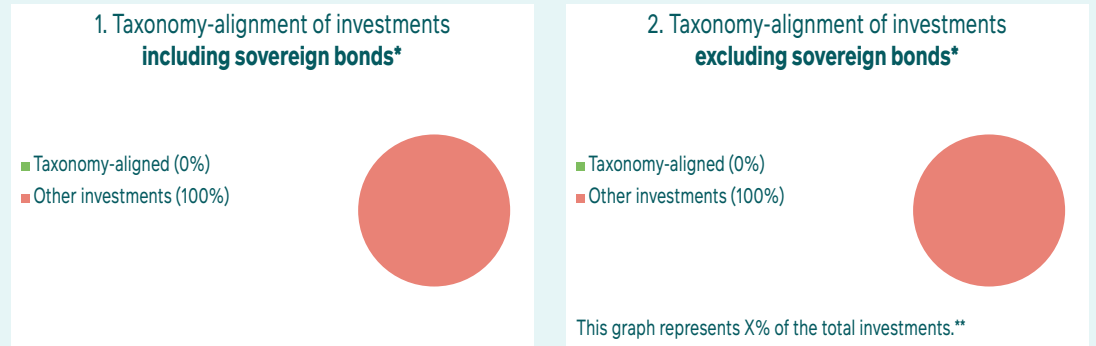 1. Taxonomy-alignment of investments
including sovereign bonds*
Taxonomy-aligned (0%)
Other investments (100%)
2. Taxonomy-alignment of investments
excluding sovereign bonds*
Taxonomy-aligned (0%)
Other investments (100%)
This graph represents X% of the total investments.**